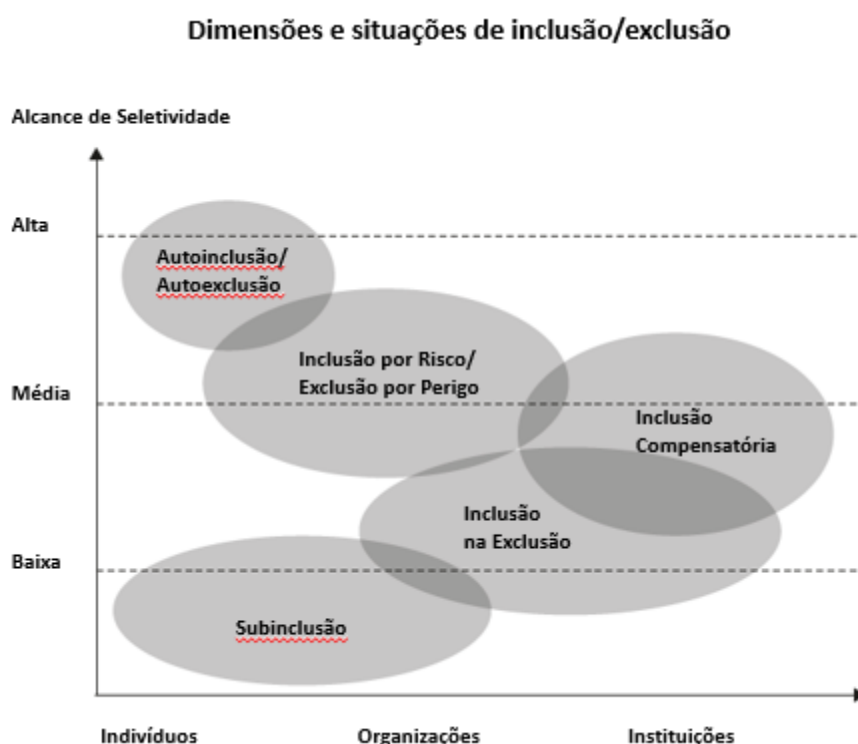 Dimensões e situações de inclusão/exclusão
Alcance de Seletividade
Alta
Autoinclusão/
Autoexclusão
Inclusão por Risco/
Exclusão por Perigo
Média
Inclusão
Compensatória
Inclusão
na Exclusão
Baixa
Subinclusão
Indivíduos
Organizações
Instituições